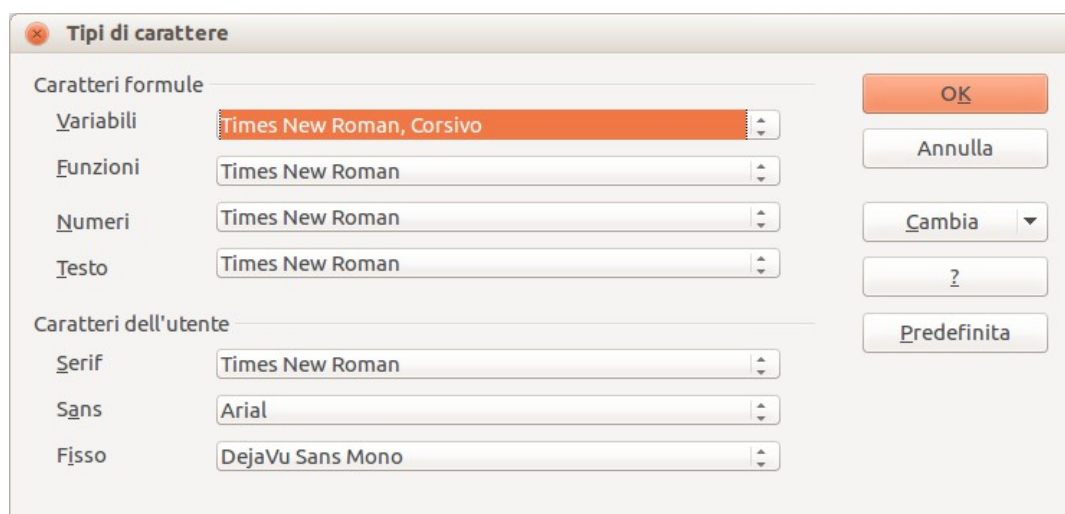 Tipi di carattere
Caratteri formule
Variabili Times New Roman, Corsivo
Funzioni Times New Roman
Numeri Times New Roman
Testo Times New Roman
Caratteri dell'utente
Serif Times New Roman
Sans Arial
Fisso DejaVu Sans Mono
OK
Annulla
Cambia
?
Predefinita